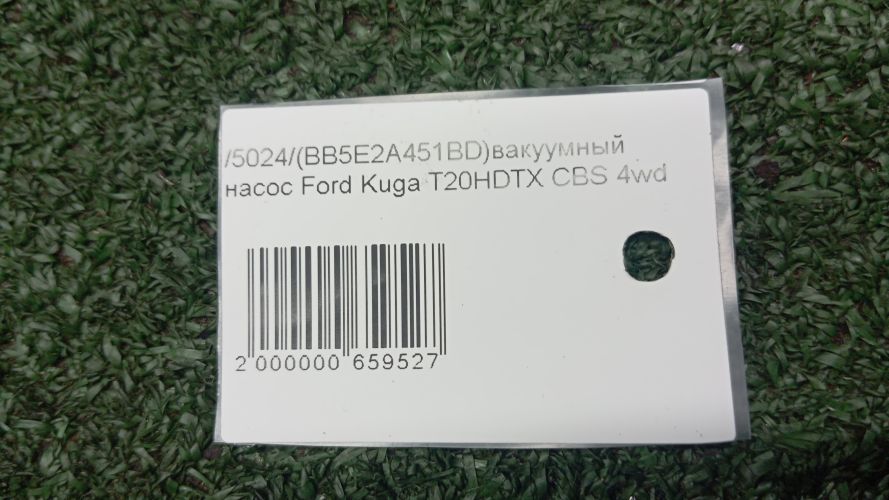 /5024/(BB5E2A451BD)вакуумный
насос Ford Kuga T20HDTX CBS 4wd
2 000000 659527